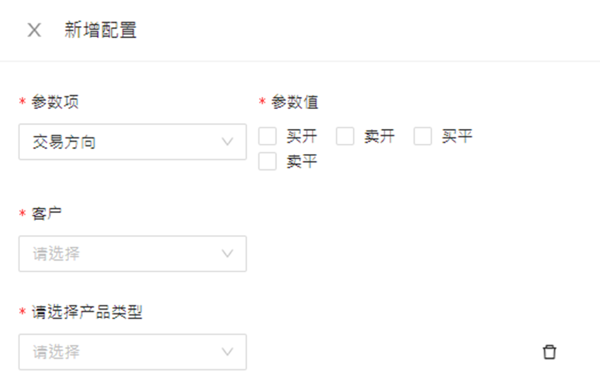 新增配置
* 参数项 * 参数值
交易方向 买开 卖开 买平
卖平
* 客户
请选择
* 请选择产品类型
请选择